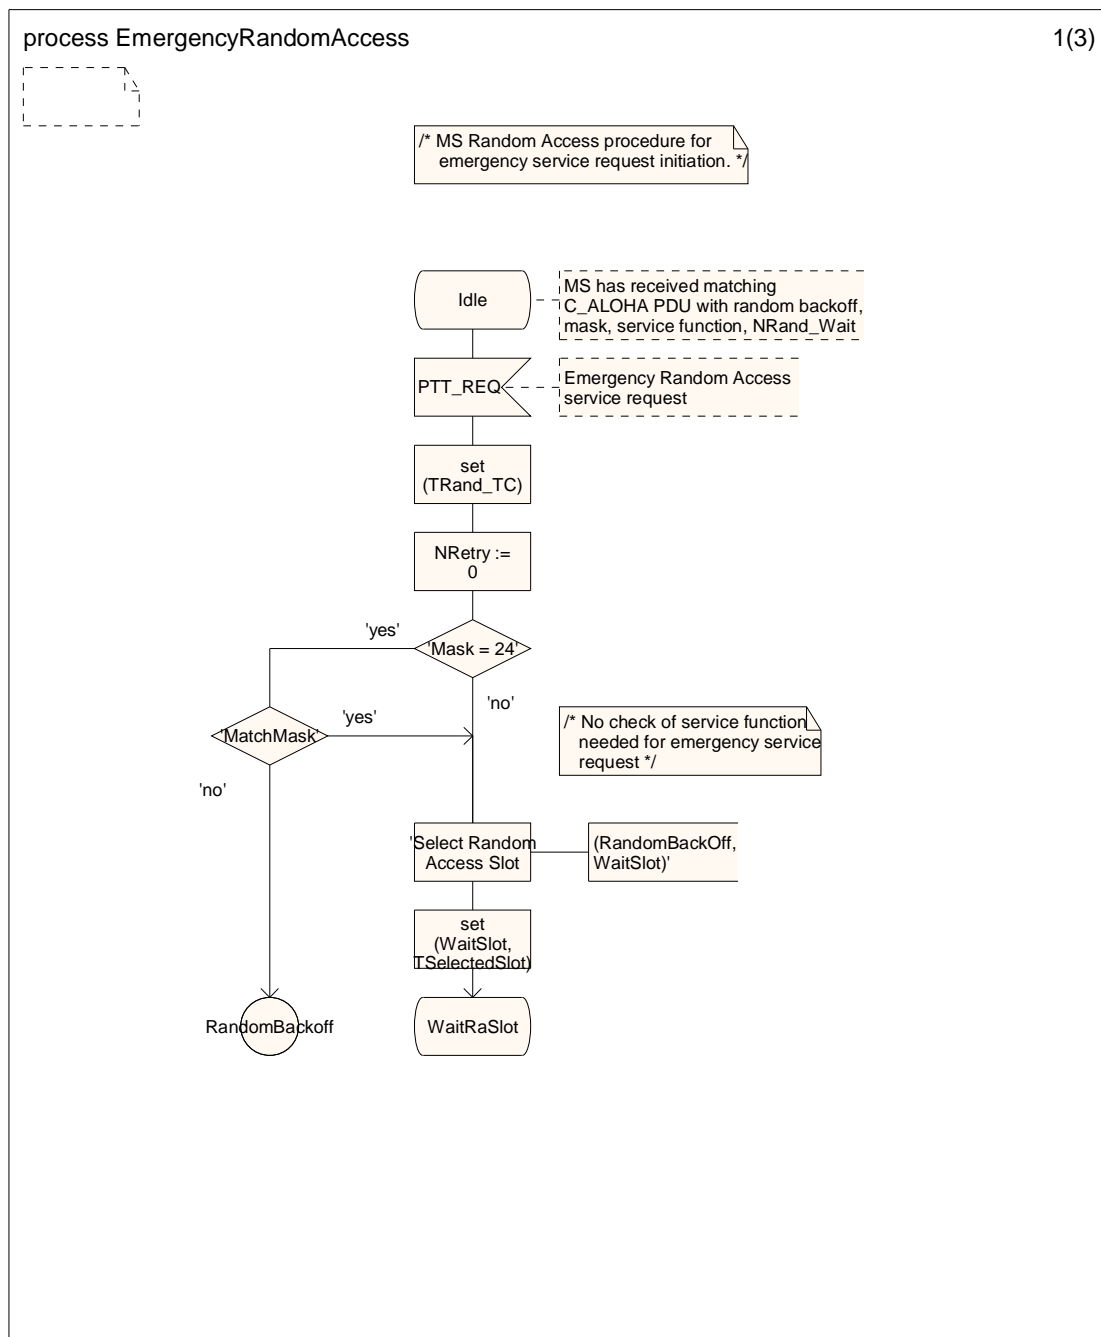 process EmergencyRandomAccess
1(3)
/* MS Random Access procedure for
emergency service request initiation. */
Idle
MS has received matching
C_ALOHA PDU with random backoff,
mask, service function, NRand_Wait
PTT_REQ
Emergency Random Access
service request
set
(TRand_TC)
NRetry :=
0
'yes'
'Mask = 24'
'no'
'MatchMask'
'yes'
/* No check of service function
needed for emergency service
request */
'no'
'Select Random
Access Slot
(RandomBackOff,
WaitSlot)'
set
(WaitSlot,
TSelectedSlot)
RandomBackoff
WaitRaSlot